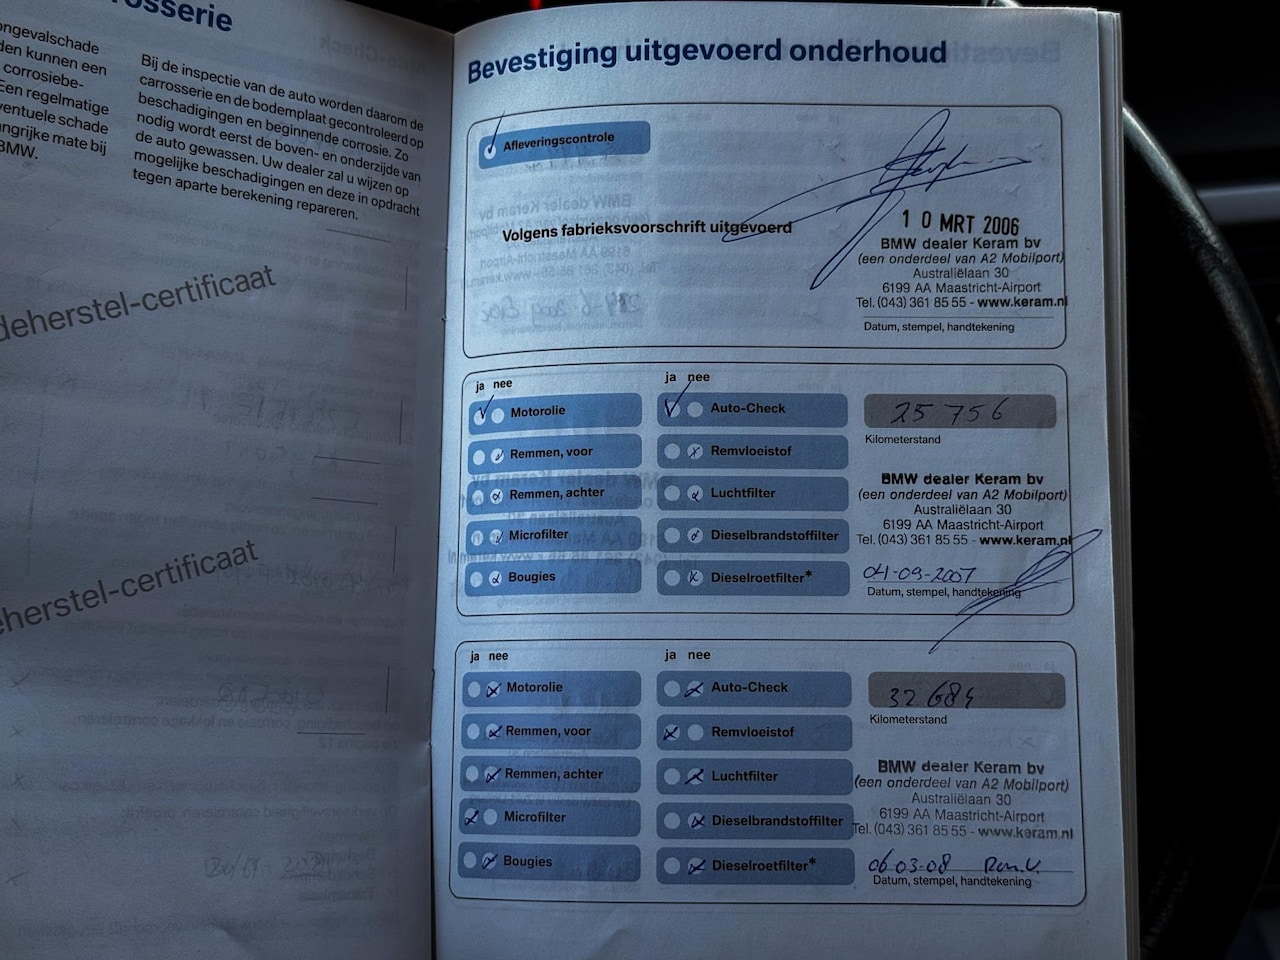 rosserie
ongevalschade
den kunnen een
corrosiebe-
Een regelmatige
ventuele schade
angrijke mate bij
BMW.
Bij de inspectie van de auto worden daarom de
carrosserie en de bodemplaat gecontroleerd op
beschadigingen en beginnende corrosie. Zo
nodig wordt eerst de boven- en onderzijde van
de auto gewassen. Uw dealer zal u wijzen op
mogelijke beschadigingen en deze in opdracht
tegen aparte berekening repareren.
deherstel-certificaat
eherstel-certificaat
Bevestiging uitgevoerd onderhoud
Afleveringscontrole
Volgens fabrieksvoorschrift uitgevoerd
10 MRT 2006
BMW dealer Keram bv
(een onderdeel van A2 Mobilport)
Australiëlaan 30
6199 AA Maastricht-Airport
Tel. (043) 361 85 55 - www.keram.nl
Datum, stempel, handtekening
ja nee
Motorolie
Remmen, voor
Remmen, achter
Microfilter
Bougies
ja nee
Auto-Check
Remvloeistof
Luchtfilter
Dieselbrandstoffilter
Dieselroetfilter*
25 756
Kilometerstand
BMW dealer Keram bv
(een onderdeel van A2 Mobilport)
Australiëlaan 30
6199 AA Maastricht-Airport
Tel. (043) 361 85 55 - www.keram.nl
04-09-2007
Datum, stempel, handtekening
ja nee
Motorolie
Remmen, voor
Remmen, achter
Microfilter
Bougies
ja nee
Auto-Check
Remvloeistof
Luchtfilter
Dieselbrandstoffilter
Dieselroetfilter*
32 684
Kilometerstand
BMW dealer Keram bv
(een onderdeel van A2 Mobilport)
Australiëlaan 30
6199 AA Maastricht-Airport
Tel. (043) 361 85 55 - www.keram.nl
06-03-08 Ron.V.
Datum, stempel, handtekening